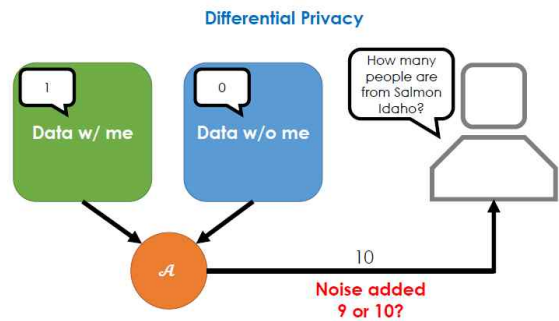 Differential Privacy
1
Data w/ me
0
Data w/o me
How many
people are
from Salmon
Idaho?
𝒜
10
Noise added
9 or 10?